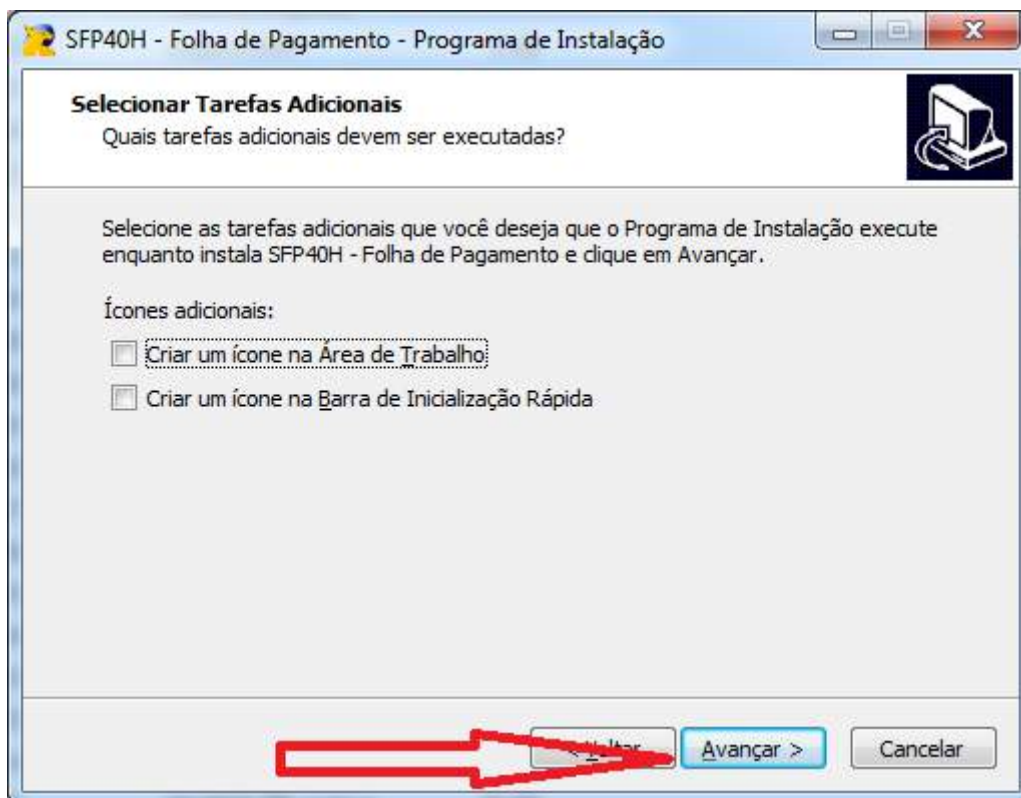 SFP40H - Folha de Pagamento - Programa de Instalação
Selecionar Tarefas Adicionais
Quais tarefas adicionais devem ser executadas?
Selecione as tarefas adicionais que você deseja que o Programa de Instalação execute
enquanto instala SFP40H - Folha de Pagamento e clique em Avançar.
Ícones adicionais:
Criar um ícone na Área de Trabalho
Criar um ícone na Barra de Inicialização Rápida
< Voltar Avançar > Cancelar